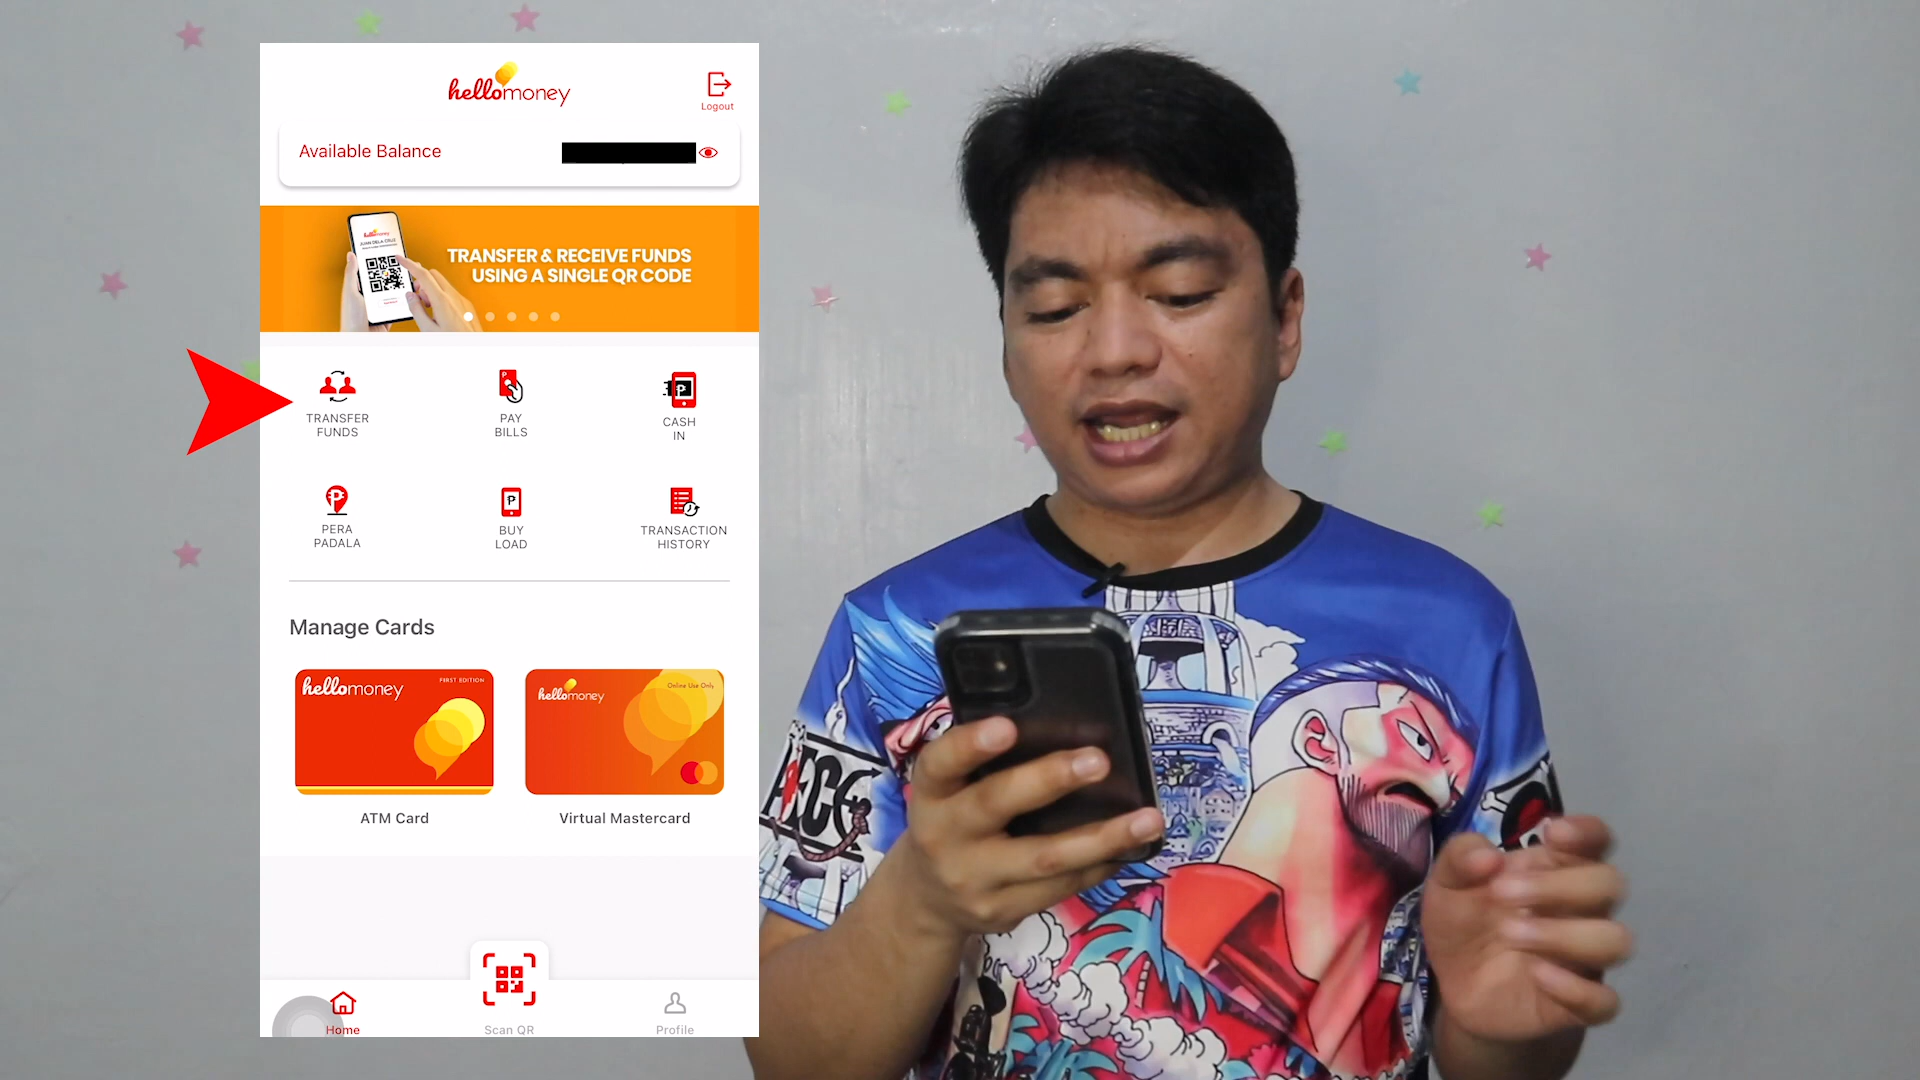 hellomoney
Logout
Available Balance
TRANSFER & RECEIVE FUNDS
USING A SINGLE QR CODE
TRANSFER
FUNDS
PAY
BILLS
CASH
IN
PERA
PADALA
BUY
LOAD
TRANSACTION
HISTORY
Manage Cards
hellomoney
FIRST EDITION
hellomoney
Online Use Only
ATM Card
Virtual Mastercard
Home
Scan QR
Profile